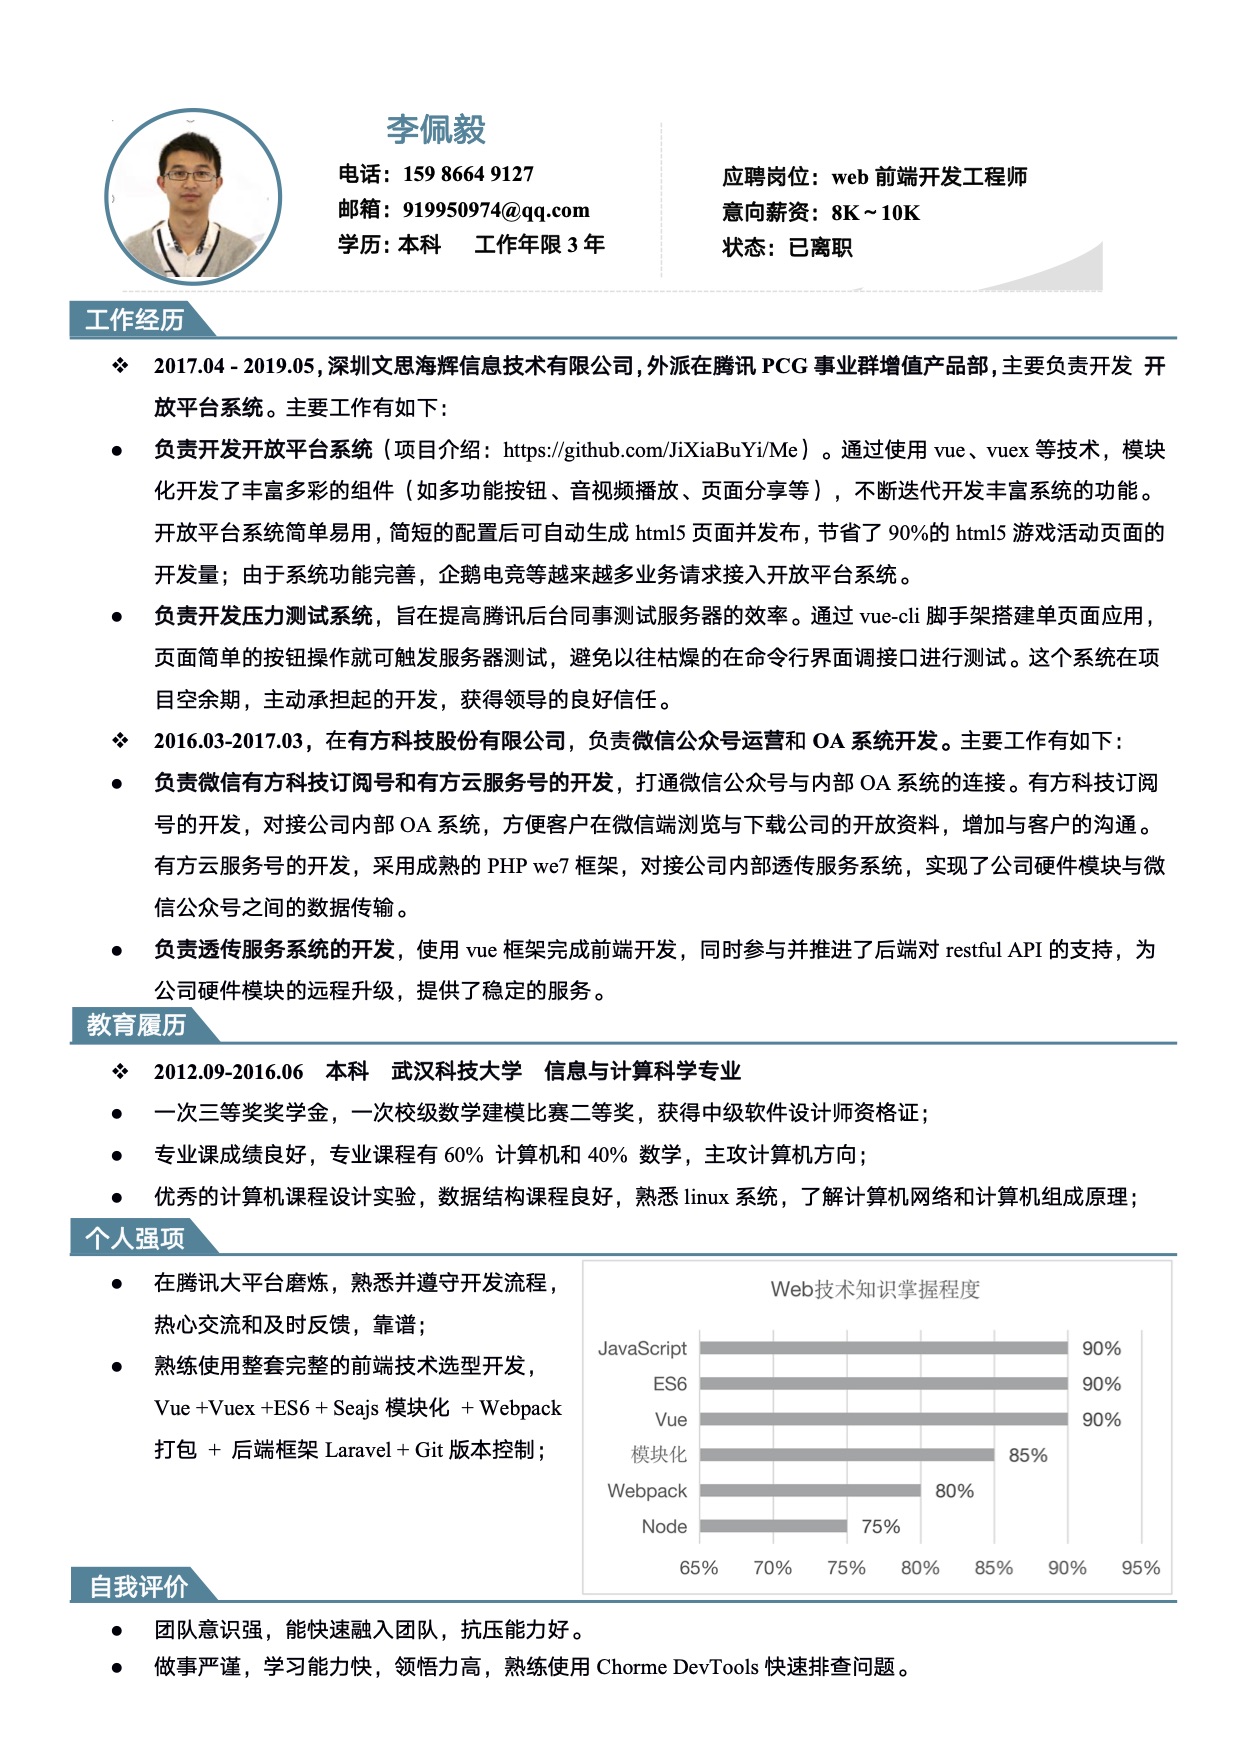 李佩毅
电话：159 8664 9127
邮箱：919950974@qq.com
学历：本科 工作年限 3 年
应聘岗位：web 前端开发工程师
意向薪资：8K～10K
状态：已离职
工作经历
❖ 2017.04 - 2019.05，深圳文思海辉信息技术有限公司，外派在腾讯 PCG 事业群增值产品部，主要负责开发 开
放平台系统。主要工作有如下：
● 负责开发开放平台系统（项目介绍：https://github.com/JiXiaBuYi/Me）。通过使用 vue、vuex 等技术，模块
化开发了丰富多彩的组件（如多功能按钮、音视频播放、页面分享等），不断迭代开发丰富系统的功能。
开放平台系统简单易用，简短的配置后可自动生成 html5 页面并发布，节省了 90%的 html5 游戏活动页面的
开发量；由于系统功能完善，企鹅电竞等越来越多业务请求接入开放平台系统。
● 负责开发压力测试系统，旨在提高腾讯后台同事测试服务器的效率。通过 vue-cli 脚手架搭建单页面应用，
页面简单的按钮操作就可触发服务器测试，避免以往枯燥的在命令行界面调接口进行测试。这个系统在项
目空余期，主动承担起的开发，获得领导的良好信任。
❖ 2016.03-2017.03，在有方科技股份有限公司，负责微信公众号运营和 OA 系统开发。主要工作有如下：
● 负责微信有方科技订阅号和有方云服务号的开发，打通微信公众号与内部 OA 系统的连接。有方科技订阅
号的开发，对接公司内部 OA 系统，方便客户在微信端浏览与下载公司的开放资料，增加与客户的沟通。
有方云服务号的开发，采用成熟的 PHP we7 框架，对接公司内部透传服务系统，实现了公司硬件模块与微
信公众号之间的数据传输。
● 负责透传服务系统的开发，使用 vue 框架完成前端开发，同时参与并推进了后端对 restful API 的支持，为
公司硬件模块的远程升级，提供了稳定的服务。
教育履历
❖ 2012.09-2016.06 本科 武汉科技大学 信息与计算科学专业
● 一次三等奖奖学金，一次校级数学建模比赛二等奖，获得中级软件设计师资格证；
● 专业课成绩良好，专业课程有 60% 计算机和 40% 数学，主攻计算机方向；
● 优秀的计算机课程设计实验，数据结构课程良好，熟悉 linux 系统，了解计算机网络和计算机组成原理；
个人强项
● 在腾讯大平台磨炼，熟悉并遵守开发流程，
热心交流和及时反馈，靠谱；
● 熟练使用整套完整的前端技术选型开发，
Vue +Vuex +ES6 + Seajs 模块化 + Webpack
打包 + 后端框架 Laravel + Git 版本控制；
Web技术知识掌握程度
JavaScript 90%
ES6 90%
Vue 90%
模块化 85%
Webpack 80%
Node 75%
65% 70% 75% 80% 85% 90% 95%
自我评价
● 团队意识强，能快速融入团队，抗压能力好。
● 做事严谨，学习能力快，领悟力高，熟练使用 Chorme DevTools 快速排查问题。